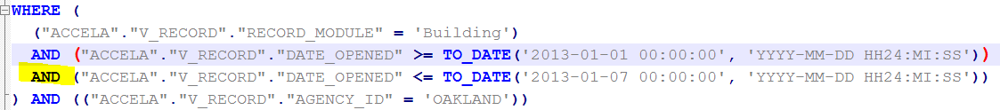 WHERE (
("ACCELA"."V_RECORD"."RECORD_MODULE" = 'Building')
AND ("ACCELA"."V_RECORD"."DATE_OPENED" >= TO_DATE('2013-01-01 00:00:00', 'YYYY-MM-DD HH24:MI:SS'))
AND ("ACCELA"."V_RECORD"."DATE_OPENED" <= TO_DATE('2013-01-07 00:00:00', 'YYYY-MM-DD HH24:MI:SS'))
) AND (("ACCELA"."V_RECORD"."AGENCY_ID" = 'OAKLAND'))